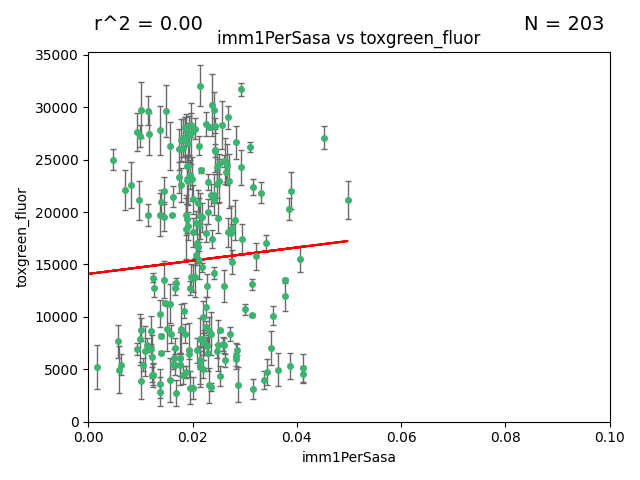 r^2 = 0.00
N = 203
imm1PerSasa vs toxgreen_fluor
35000
30000
25000
20000
15000
10000
5000
0
toxgreen_fluor
0.00
0.02
0.04
0.06
0.08
0.10
imm1PerSasa